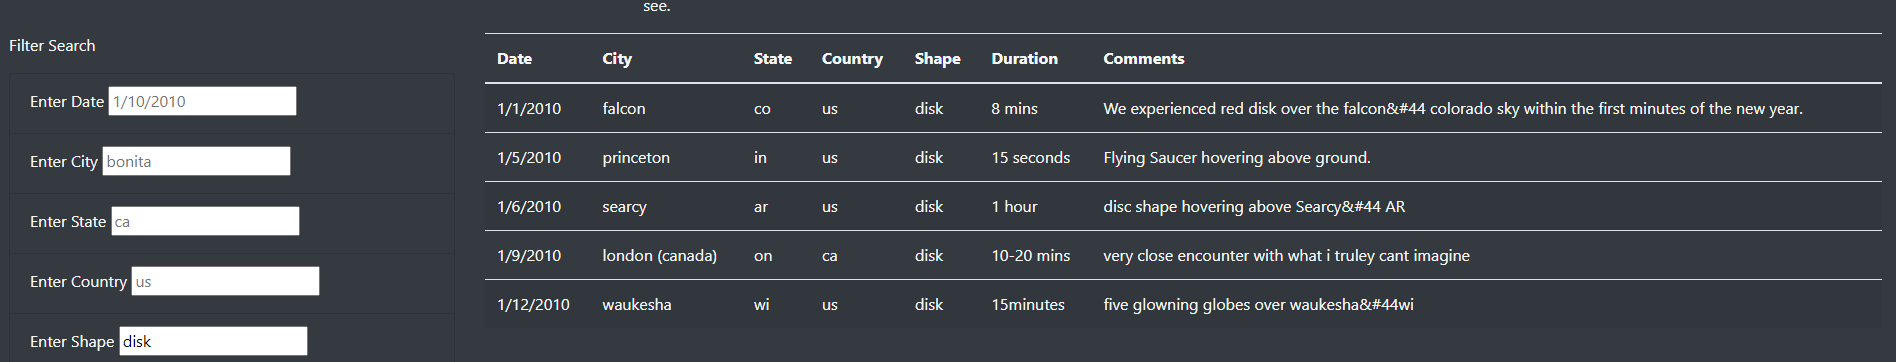 see.
Filter Search
Enter Date 1/10/2010
Enter City bonita
Enter State ca
Enter Country us
Enter Shape disk
Date City State Country Shape Duration Comments
1/1/2010 falcon co us disk 8 mins We experienced red disk over the falcon&#44 colorado sky within the first minutes of the new year.
1/5/2010 princeton in us disk 15 seconds Flying Saucer hovering above ground.
1/6/2010 searcy ar us disk 1 hour disc shape hovering above Searcy&#44 AR
1/9/2010 london (canada) on ca disk 10-20 mins very close encounter with what i truley cant imagine
1/12/2010 waukesha wi us disk 15minutes five glowning globes over waukesha&#44wi